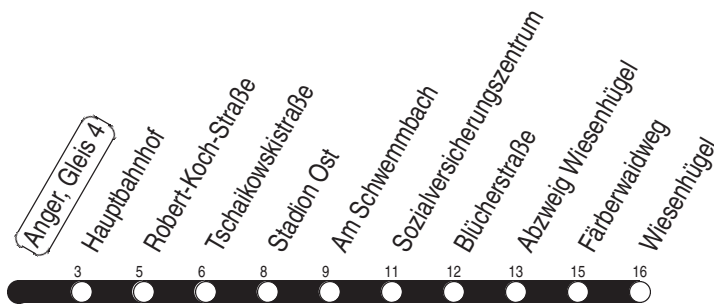 Anger, Gleis 4
Hauptbahnhof
Robert-Koch-Straße
Tschaikowskistraße
Stadion Ost
Am Schwemmbach
Sozialversicherungszentrum
Blücherstraße
Abzweig Wiesenhügel
Färberwaidweg
Wiesenhügel
3 5 6 8 9 11 12 13 15 16